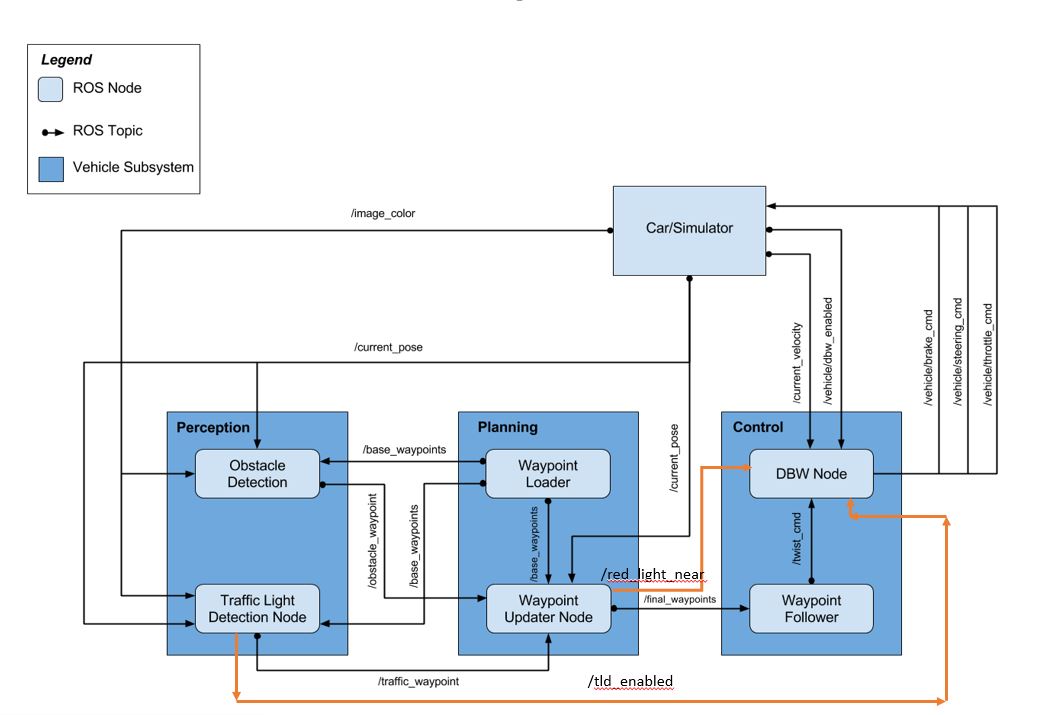 Legend
ROS Node
ROS Topic
Vehicle Subsystem
/image_color
Car/Simulator
/current_pose
/current_velocity
/vehicle/dbw_enabled
/vehicle/brake_cmd
/vehicle/steering_cmd
/vehicle/throttle_cmd
Perception
Obstacle
Detection
Traffic Light
Detection Node
/base_waypoints
/obstacle_waypoint
/base_waypoints
Planning
Waypoint
Loader
/base_waypoints
Waypoint
Updater Node
/current_pose
/red_light_near
/final_waypoints
Control
DBW Node
/twist_cmd
Waypoint
Follower
/traffic_waypoint
/tld_enabled